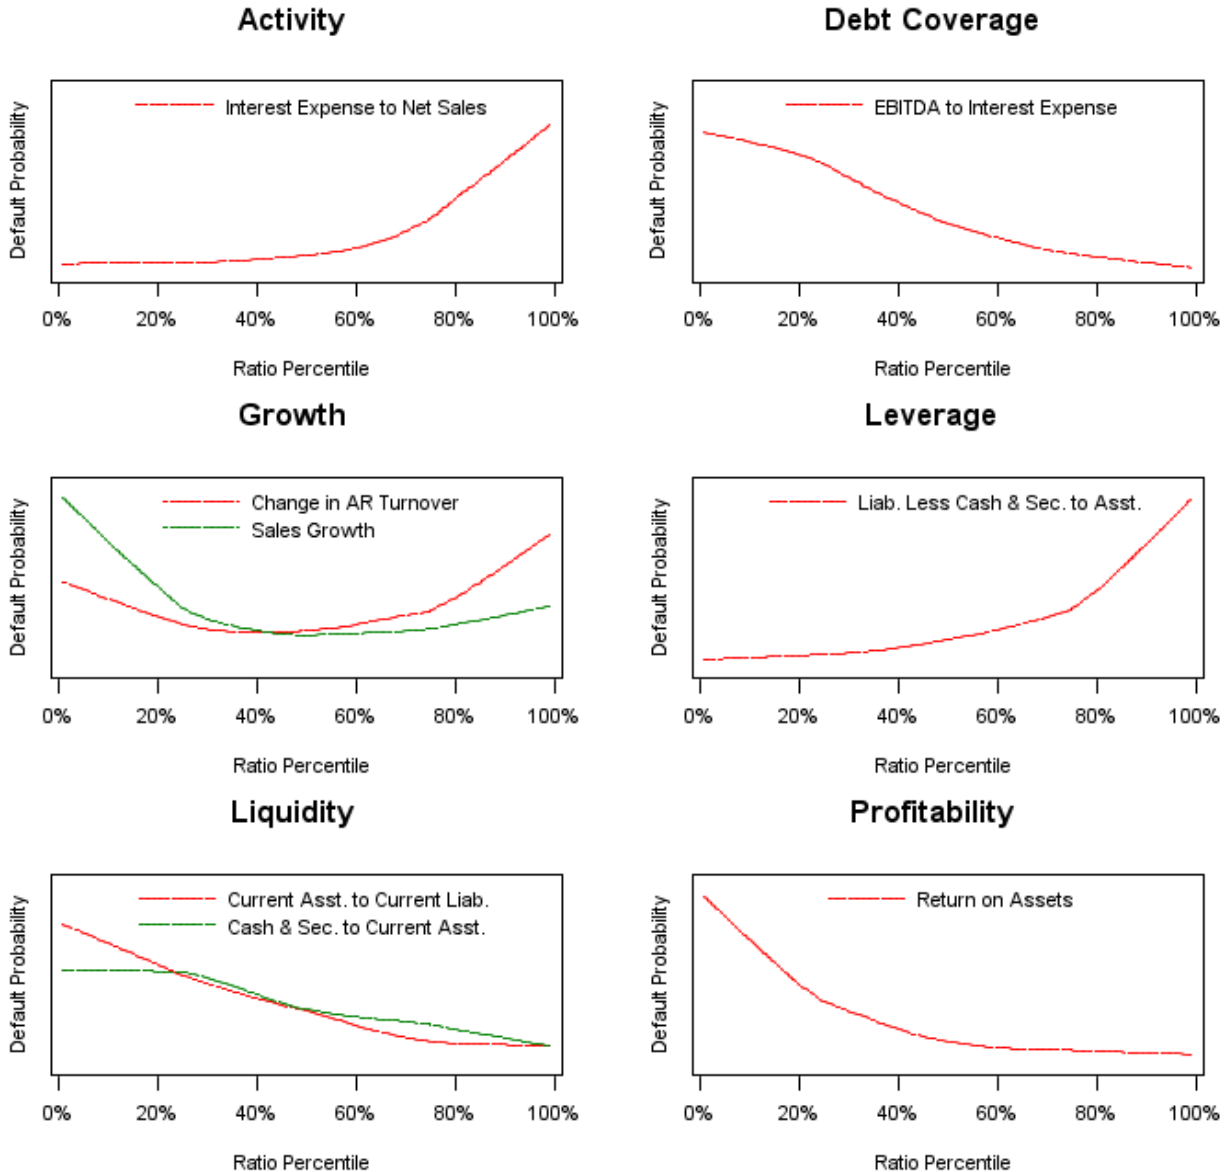 Activity
Debt Coverage
Default Probability
Interest Expense to Net Sales
0% 20% 40% 60% 80% 100%
Ratio Percentile
Default Probability
EBITDA to Interest Expense
0% 20% 40% 60% 80% 100%
Ratio Percentile
Growth
Leverage
Default Probability
Change in AR Turnover
Sales Growth
0% 20% 40% 60% 80% 100%
Ratio Percentile
Default Probability
Liab. Less Cash & Sec. to Asst.
0% 20% 40% 60% 80% 100%
Ratio Percentile
Liquidity
Profitability
Default Probability
Current Asst. to Current Liab.
Cash & Sec. to Current Asst.
0% 20% 40% 60% 80% 100%
Ratio Percentile
Default Probability
Return on Assets
0% 20% 40% 60% 80% 100%
Ratio Percentile